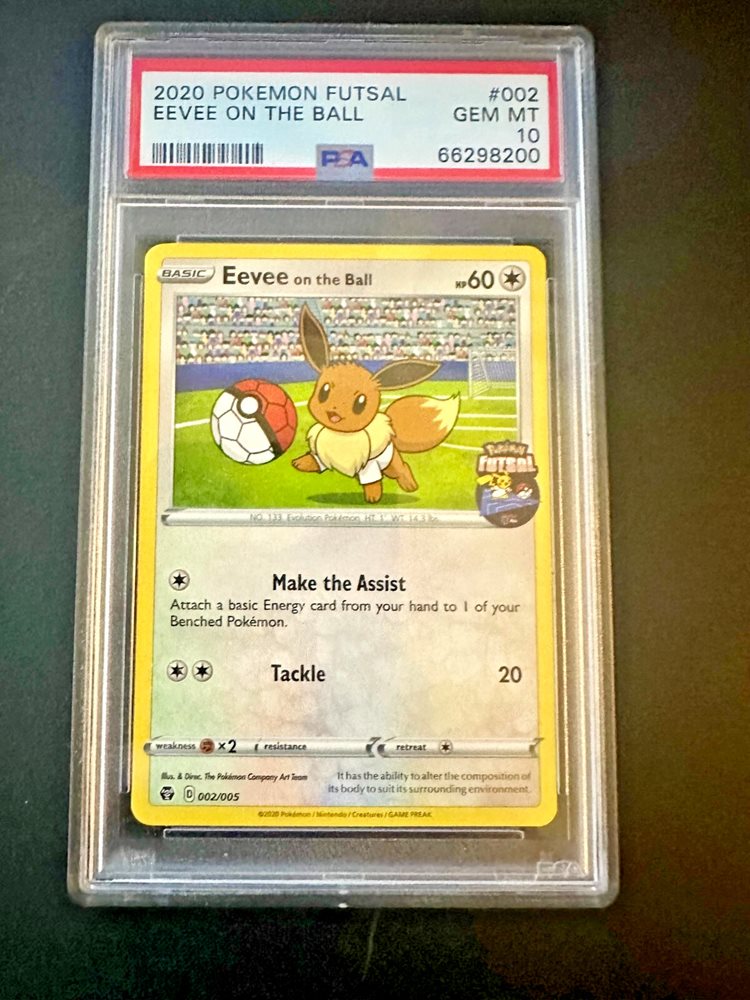 2020 POKEMON FUTSAL #002
EEVEE ON THE BALL GEM MT
10
PSA 66298200
BASIC Eevee on the Ball HP60
Pokémon
FUTSAL
NO. 133 Evolution Pokémon HT. 1' WT. 14.3 lbs.
Make the Assist
Attach a basic Energy card from your hand to 1 of your
Benched Pokémon.
Tackle 20
weakness ×2 resistance retreat
Illus. & Direc. The Pokémon Company Art Team
It has the ability to alter the composition of
its body to suit its surrounding environment.
D 002/005
©2020 Pokémon / Nintendo / Creatures / GAME FREAK